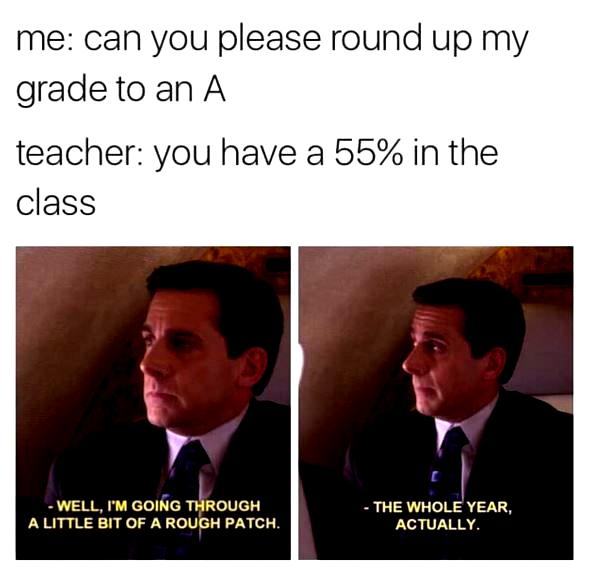 me: can you please round up my
grade to an A
teacher: you have a 55% in the
class
- WELL, I'M GOING THROUGH
A LITTLE BIT OF A ROUGH PATCH.
- THE WHOLE YEAR,
ACTUALLY.